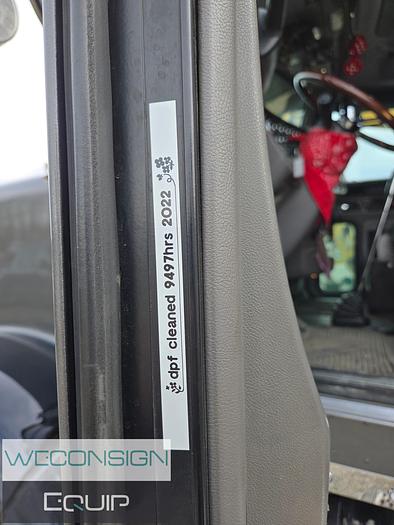 dpf cleaned 9497hrs 2022
WECONSIGN
EQUIP